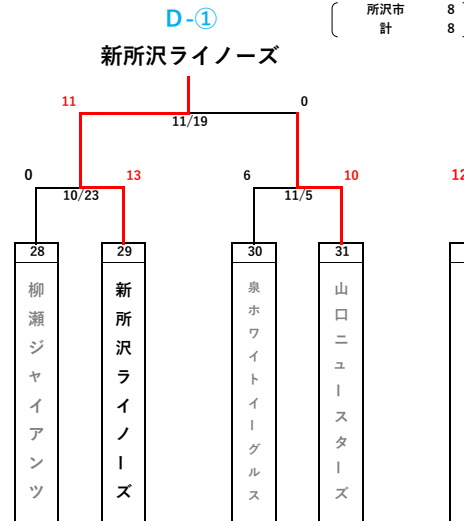 D-①
所沢市 8
計 8
新所沢ライノーズ
11
0
11/19
0
13
6
10
12
10/23
11/5
28
29
30
31
柳瀬ジャイアンツ
新所沢ライノーズ
泉ホワイトイーグルス
山口ニュースターズ